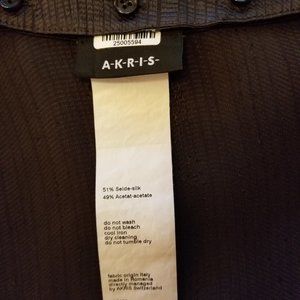 25005594
A-K-R-I-S-
51% Seide-silk
49% Acetat-acetate
do not wash
do not bleach
cool iron
dry cleaning
do not tumble dry
fabric origin Italy
made in Romania
directly managed
by AKRIS Switzerland